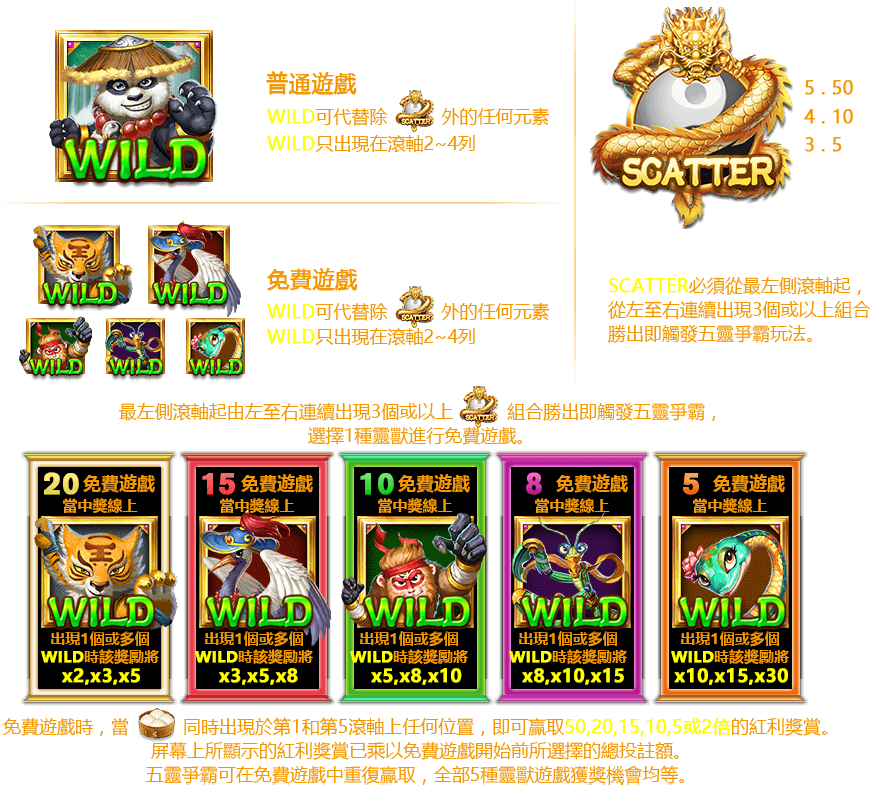 普通遊戲
WILD可代替除 SCATTER 外的任何元素
WILD只出現在滾軸2~4列
WILD
SCATTER
5 . 50
4 . 10
3 . 5
SCATTER必須從最左側滾軸起，
從左至右連續出現3個或以上組合
勝出即觸發五靈爭霸玩法。
WILD
WILD
WILD
WILD
WILD
免費遊戲
WILD可代替除 SCATTER 外的任何元素
WILD只出現在滾軸2~4列
最左側滾軸起由左至右連續出現3個或以上 SCATTER 組合勝出即觸發五靈爭霸，
選擇1種靈獸進行免費遊戲。
20 免費遊戲
當中獎線上
王
WILD
出現1個或多個
WILD時該獎勵將
x2,x3,x5
15 免費遊戲
當中獎線上
WILD
出現1個或多個
WILD時該獎勵將
x3,x5,x8
10 免費遊戲
當中獎線上
WILD
出現1個或多個
WILD時該獎勵將
x5,x8,x10
8 免費遊戲
當中獎線上
WILD
出現1個或多個
WILD時該獎勵將
x8,x10,x15
5 免費遊戲
當中獎線上
WILD
出現1個或多個
WILD時該獎勵將
x10,x15,x30
免費遊戲時，當 同時出現於第1和第5滾軸上任何位置，即可贏取50,20,15,10,5或2倍的紅利獎賞。
屏幕上所顯示的紅利獎賞已乘以免費遊戲開始前所選擇的總投註額。
五靈爭霸可在免費遊戲中重復贏取，全部5種靈獸遊戲獲獎機會均等。